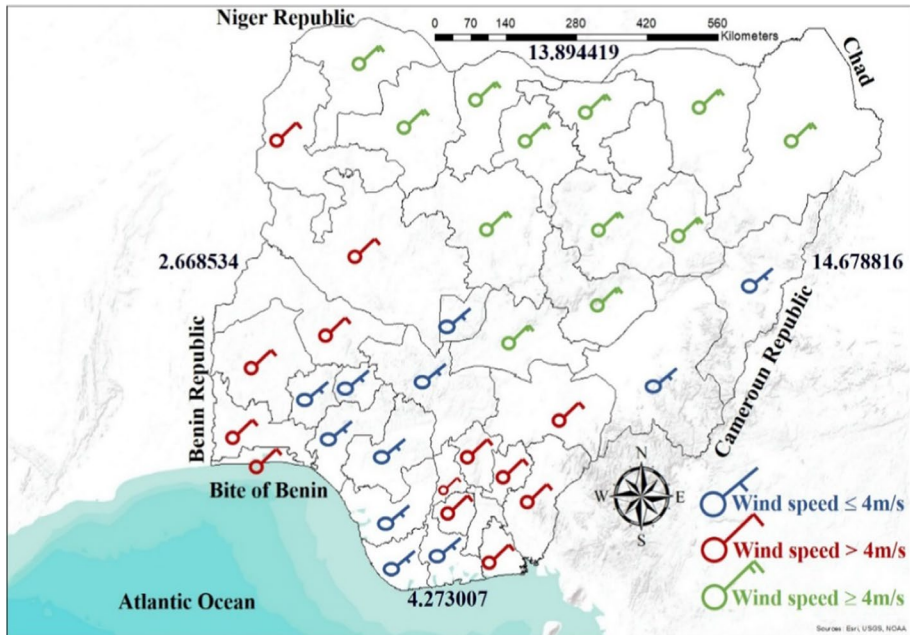 Niger Republic
0 70 140 280 420 560
Kilometers
13.894419
Chad
2.668534
14.678816
Benin Republic
Cameroun Republic
N
W E
S
Bite of Benin
Wind speed ≤ 4m/s
Wind speed > 4m/s
Wind speed ≥ 4m/s
Atlantic Ocean
4.273007
Sources: Esri, USGS, NOAA